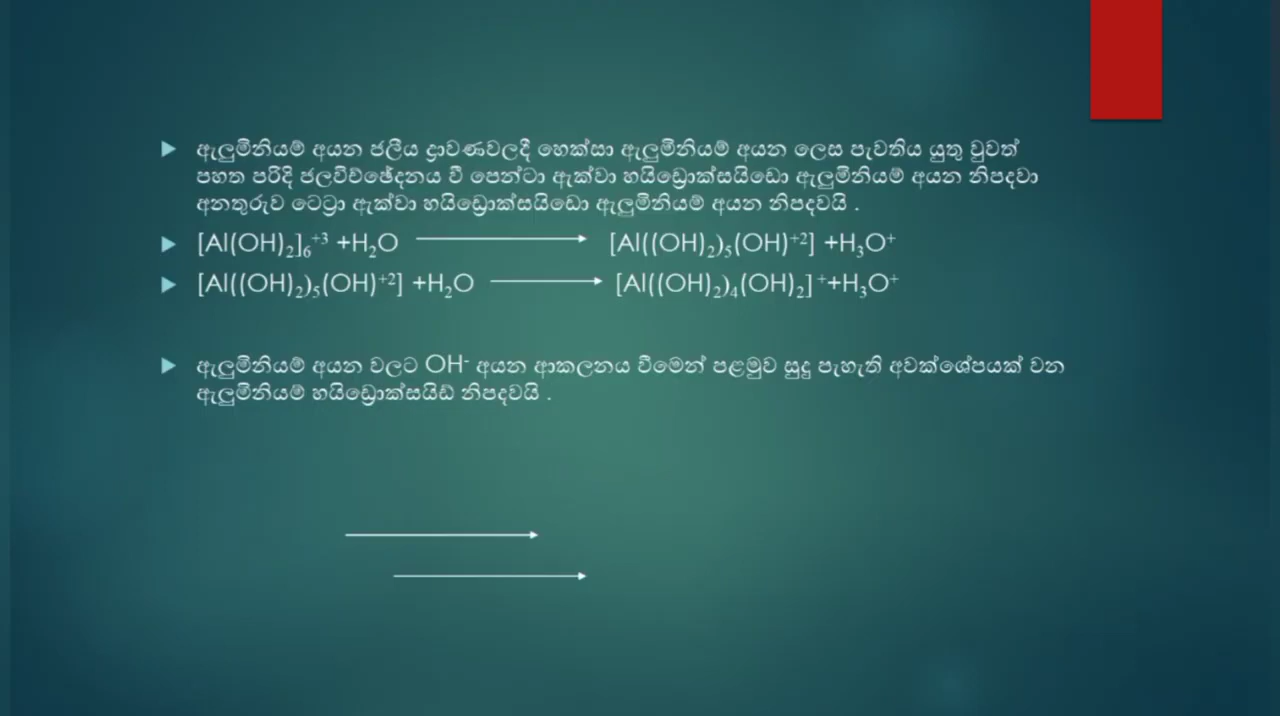 ඇලුමිනියම් අයන ජලීය ද්‍රාවණවලදී හෙක්සා ඇලුමිනියම් අයන ලෙස පැවතිය යුතු වුවත්
පහත පරිදි ජලවිච්ඡේදනය වී පෙන්ටා ඇක්වා හයිඩ්‍රොක්සයිඩො ඇලුමිනියම් අයන නිපදවා
අනතුරුව ටෙට්‍රා ඇක්වා හයිඩ්‍රොක්සයිඩො ඇලුමිනියම් අයන නිපදවයි .
[Al(OH)₂]₆⁺³ +H₂O ⟶ [Al((OH)₂)₅(OH)⁺²] +H₃O⁺
[Al((OH)₂)₅(OH)⁺²] +H₂O ⟶ [Al((OH)₂)₄(OH)₂]⁺+H₃O⁺
ඇලුමිනියම් අයන වලට OH⁻ අයන ආකලනය වීමෙන් පළමුව සුදු පැහැති අවක්ශේපයක් වන
ඇලුමිනියම් හයිඩ්‍රොක්සයිඩ් නිපදවයි .